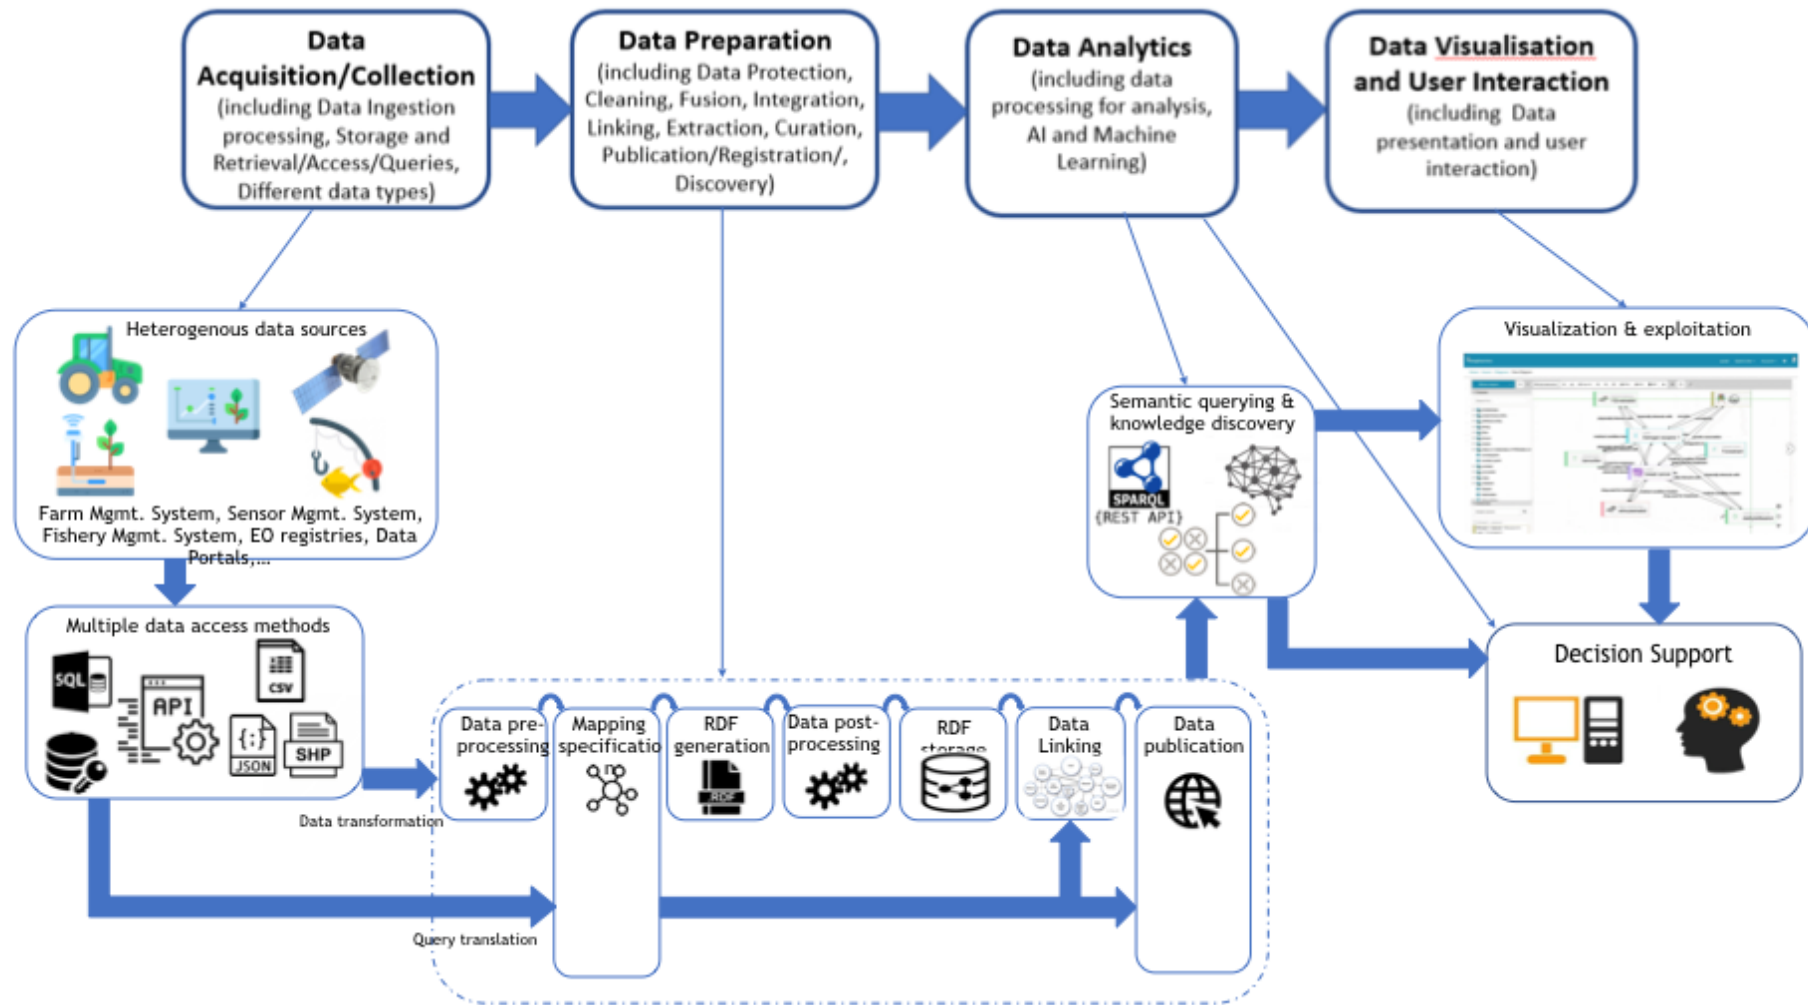 Data
Acquisition/Collection
(including Data Ingestion
processing, Storage and
Retrieval/Access/Queries,
Different data types)
Data Preparation
(including Data Protection,
Cleaning, Fusion, Integration,
Linking, Extraction, Curation,
Publication/Registration/,
Discovery)
Data Analytics
(including data
processing for analysis,
AI and Machine
Learning)
Data Visualisation
and User Interaction
(including Data
presentation and user
interaction)
Heterogenous data sources
Farm Mgmt. System, Sensor Mgmt. System,
Fishery Mgmt. System, EO registries, Data
Portals,...
Multiple data access methods
SQL
API
CSV
{:}
JSON
SHP
Data transformation
Query translation
Data pre-
processing
Mapping
specificatio
n
RDF
generation
.RDF
Data post-
processing
RDF
storage
Data
Linking
Data
publication
Semantic querying &
knowledge discovery
SPARQL
{REST API}
Visualization & exploitation
Decision Support